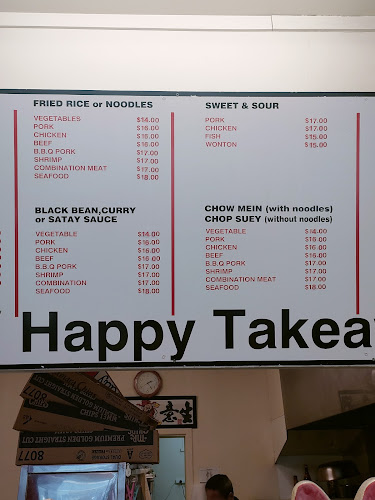 FRIED RICE or NOODLES
VEGETABLES $14.00
PORK $16.00
CHICKEN $16.00
BEEF $16.00
B.B.Q PORK $17.00
SHRIMP $17.00
COMBINATION MEAT $17.00
SEAFOOD $18.00
SWEET & SOUR
PORK $17.00
CHICKEN $17.00
FISH $15.00
WONTON $15.00
BLACK BEAN,CURRY
or SATAY SAUCE
VEGETABLE $14.00
PORK $16.00
CHICKEN $16.00
BEEF $16.00
B.B.Q PORK $17.00
SHRIMP $17.00
COMBINATION $17.00
SEAFOOD $18.00
CHOW MEIN (with noodles)
CHOP SUEY (without noodles)
VEGETABLE $14.00
PORK $16.00
CHICKEN $16.00
BEEF $16.00
B.B.Q PORK $17.00
SHRIMP $17.00
COMBINATION MEAT $17.00
SEAFOOD $18.00
Happy Takea
PREMIUM GOLDEN STRAIGHT CUT
8077